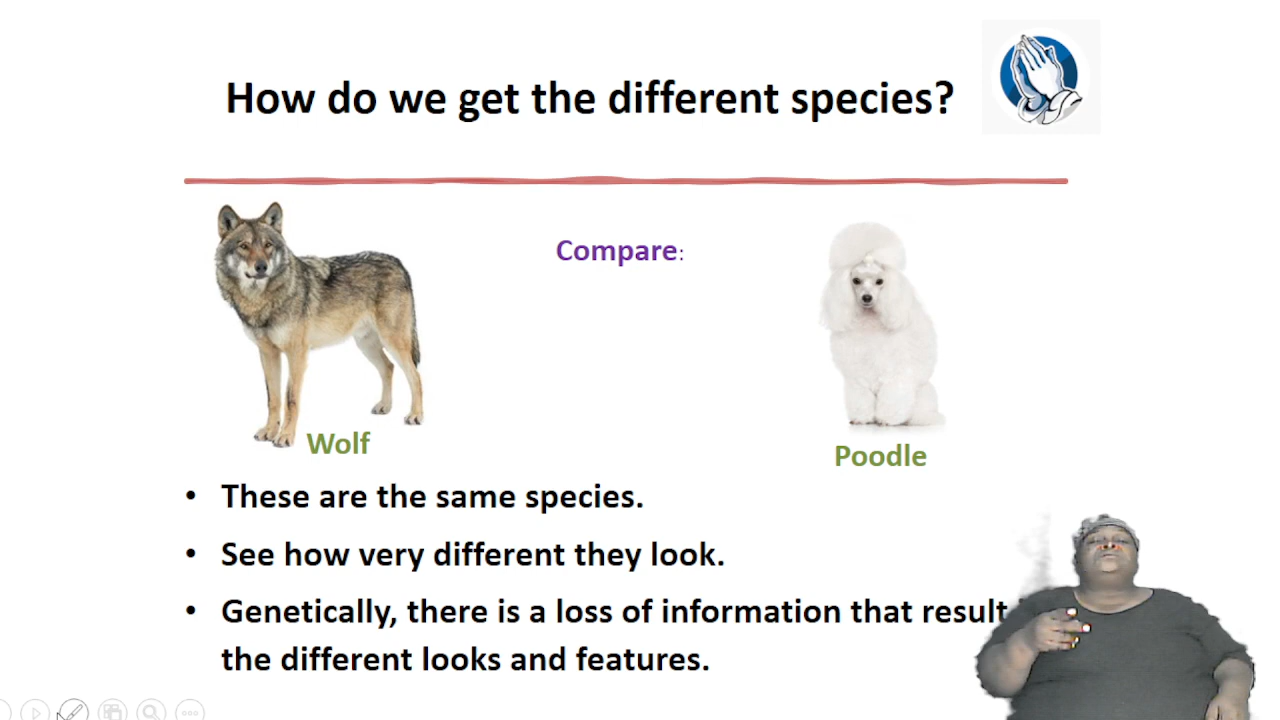 How do we get the different species?
Compare:
Wolf
Poodle
• These are the same species.
• See how very different they look.
• Genetically, there is a loss of information that result
the different looks and features.